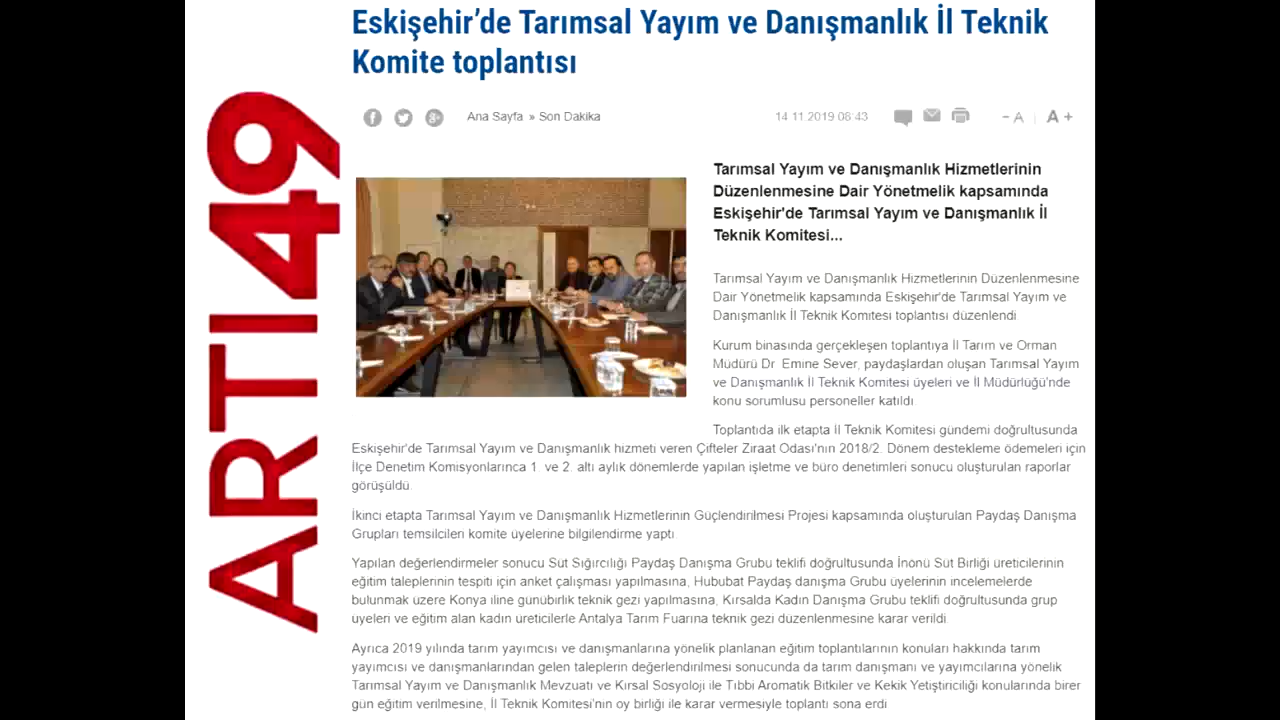 Eskişehir’de Tarımsal Yayım ve Danışmanlık İl Teknik
Komite toplantısı
ARTI49
Ana Sayfa » Son Dakika
14 11.2019 08:43
- A | A +
Tarımsal Yayım ve Danışmanlık Hizmetlerinin
Düzenlenmesine Dair Yönetmelik kapsamında
Eskişehir'de Tarımsal Yayım ve Danışmanlık İl
Teknik Komitesi...
Tarımsal Yayım ve Danışmanlık Hizmetlerinin Düzenlenmesine
Dair Yönetmelik kapsamında Eskişehir'de Tarımsal Yayım ve
Danışmanlık İl Teknik Komitesi toplantısı düzenlendi
Kurum binasında gerçekleşen toplantıya İl Tarım ve Orman
Müdürü Dr. Emine Sever, paydaşlardan oluşan Tarımsal Yayım
ve Danışmanlık İl Teknik Komitesi üyeleri ve İl Müdürlüğü'nde
konu sorumlusu personeller katıldı
Toplantıda ilk etapta İl Teknik Komitesi gündemi doğrultusunda
Eskişehir'de Tarımsal Yayım ve Danışmanlık hizmeti veren Çifteler Ziraat Odası'nın 2018/2. Dönem destekleme ödemeleri için
İlçe Denetim Komisyonlarınca 1. ve 2. altı aylık dönemlerde yapılan işletme ve büro denetimleri sonucu oluşturulan raporlar
görüşüldü.
İkinci etapta Tarımsal Yayım ve Danışmanlık Hizmetlerinin Güçlendirilmesi Projesi kapsamında oluşturulan Paydaş Danışma
Grupları temsilcileri komite üyelerine bilgilendirme yaptı
Yapılan değerlendirmeler sonucu Süt Sığırcılığı Paydaş Danışma Grubu teklifi doğrultusunda İnönü Süt Birliği üreticilerinin
eğitim taleplerinin tespiti için anket çalışması yapılmasına, Hububat Paydaş danışma Grubu üyelerinin incelemelerde
bulunmak üzere Konya iline günübirlik teknik gezi yapılmasına, Kırsalda Kadın Danışma Grubu teklifi doğrultusunda grup
üyeleri ve eğitim alan kadın üreticilerle Antalya Tarım Fuarına teknik gezi düzenlenmesine karar verildi.
Ayrıca 2019 yılında tarım yayımcısı ve danışmanlarına yönelik planlanan eğitim toplantılarının konuları hakkında tarım
yayımcısı ve danışmanlarından gelen taleplerin değerlendirilmesi sonucunda da tarım danışmanı ve yayımcılarına yönelik
Tarımsal Yayım ve Danışmanlık Mevzuatı ve Kırsal Sosyoloji ile Tıbbi Aromatik Bitkiler ve Kekik Yetiştiriciliği konularında birer
gün eğitim verilmesine, İl Teknik Komitesi'nin oy birliği ile karar vermesiyle toplantı sona erdi